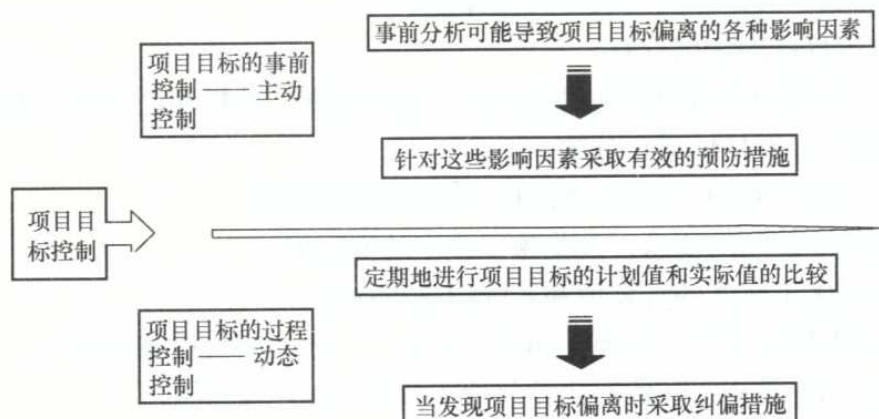 事前分析可能导致项目目标偏离的各种影响因素
项目目标的事前
控制——主动
控制
针对这些影响因素采取有效的预防措施
项目目
标控制
定期地进行项目目标的计划值和实际值的比较
项目目标的过程
控制——动态
控制
当发现项目目标偏离时采取纠偏措施